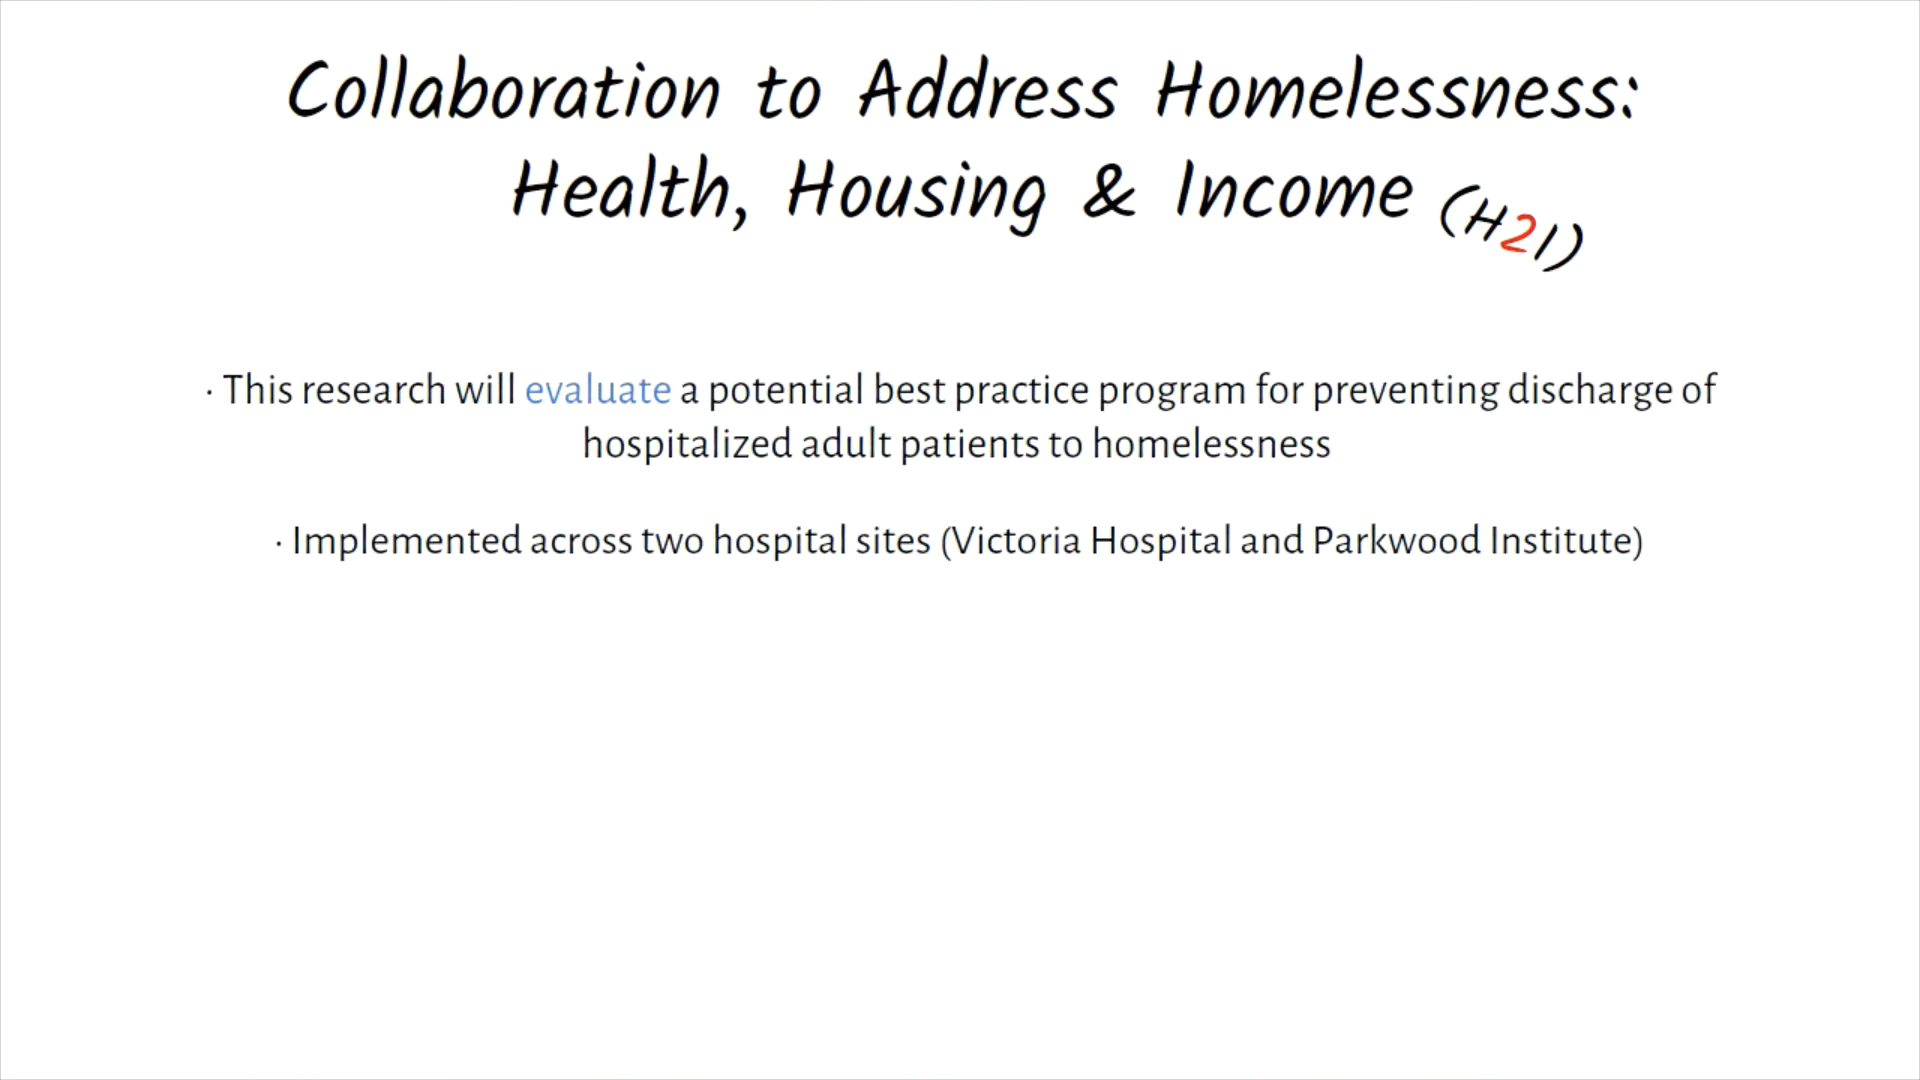 Collaboration to Address Homelessness:
Health, Housing & Income (H2I)
· This research will evaluate a potential best practice program for preventing discharge of
hospitalized adult patients to homelessness
· Implemented across two hospital sites (Victoria Hospital and Parkwood Institute)